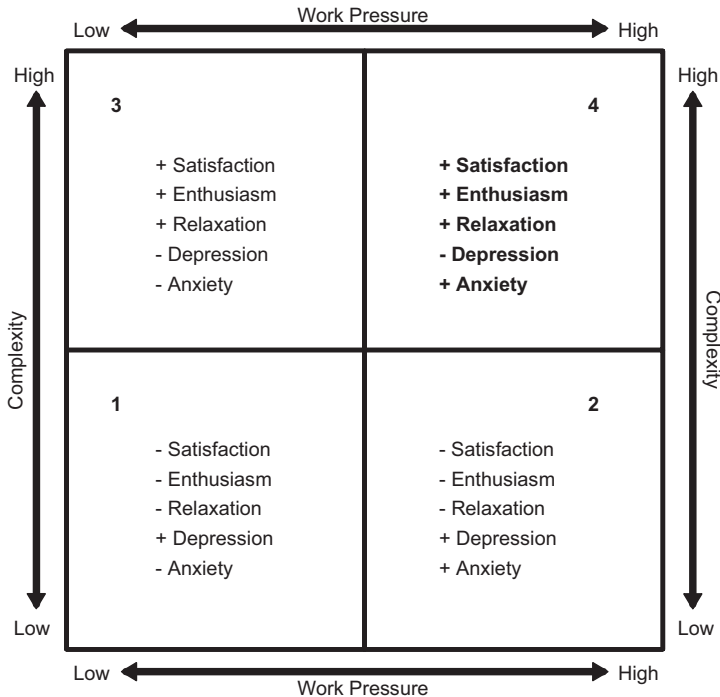 Work Pressure
Low
High
High
High
3
+ Satisfaction
+ Enthusiasm
+ Relaxation
- Depression
- Anxiety
4
+ Satisfaction
+ Enthusiasm
+ Relaxation
- Depression
+ Anxiety
Complexity
Complexity
1
- Satisfaction
- Enthusiasm
- Relaxation
+ Depression
- Anxiety
2
- Satisfaction
- Enthusiasm
- Relaxation
+ Depression
+ Anxiety
Low
Low
Low
High
Work Pressure